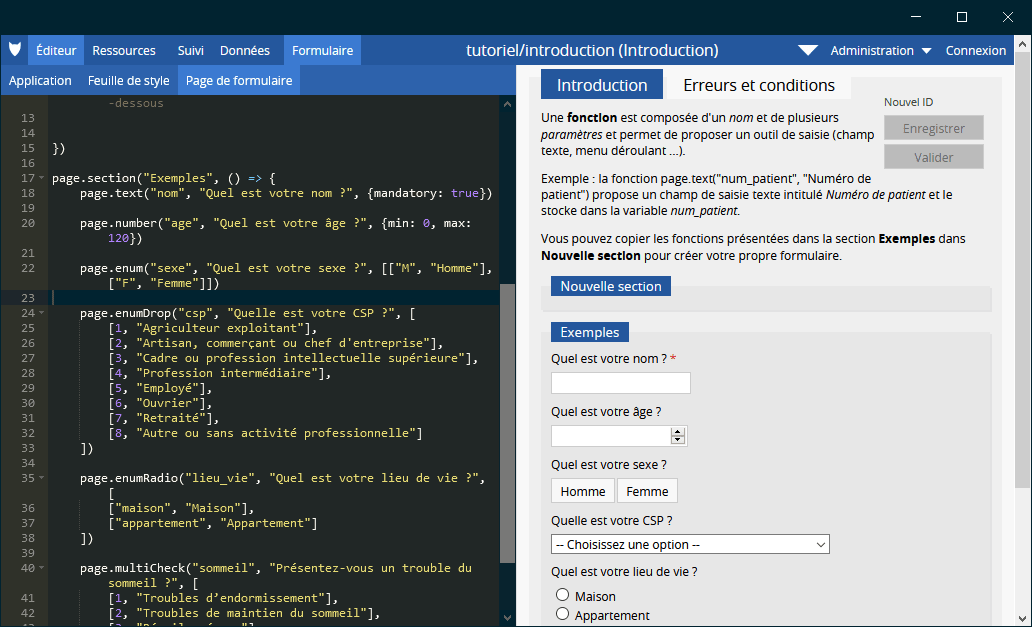 Éditeur Ressources Suivi Données Formulaire tutoriel/introduction (Introduction) Administration Connexion
Application Feuille de style Page de formulaire
-dessous
13
14
15 })
16
17 page.section("Exemples", () => {
18 page.text("nom", "Quel est votre nom ?", {mandatory: true})
19
20 page.number("age", "Quel est votre âge ?", {min: 0, max:
120})
21
22 page.enum("sexe", "Quel est votre sexe ?", [["M", "Homme"],
["F", "Femme"]])
23
24 page.enumDrop("csp", "Quelle est votre CSP ?", [
25 [1, "Agriculteur exploitant"],
26 [2, "Artisan, commerçant ou chef d'entreprise"],
27 [3, "Cadre ou profession intellectuelle supérieure"],
28 [4, "Profession intermédiaire"],
29 [5, "Employé"],
30 [6, "Ouvrier"],
31 [7, "Retraité"],
32 [8, "Autre ou sans activité professionnelle"]
33 ])
34
35 page.enumRadio("lieu_vie", "Quel est votre lieu de vie ?",
[
36 ["maison", "Maison"],
37 ["appartement", "Appartement"]
38 ])
39
40 page.multiCheck("sommeil", "Présentez-vous un trouble du
sommeil ?", [
41 [1, "Troubles d’endormissement"],
42 [2, "Troubles de maintien du sommeil"],
Introduction Erreurs et conditions
Nouvel ID
Enregistrer
Valider
Une fonction est composée d'un nom et de plusieurs
paramètres et permet de proposer un outil de saisie (champ
texte, menu déroulant ...).
Exemple : la fonction page.text("num_patient", "Numéro de
patient") propose un champ de saisie texte intitulé Numéro de patient et le
stocke dans la variable num_patient.
Vous pouvez copier les fonctions présentées dans la section Exemples dans
Nouvelle section pour créer votre propre formulaire.
Nouvelle section
Exemples
Quel est votre nom ? *
Quel est votre âge ?
Quel est votre sexe ?
Homme Femme
Quelle est votre CSP ?
-- Choisissez une option --
Quel est votre lieu de vie ?
Maison
Appartement